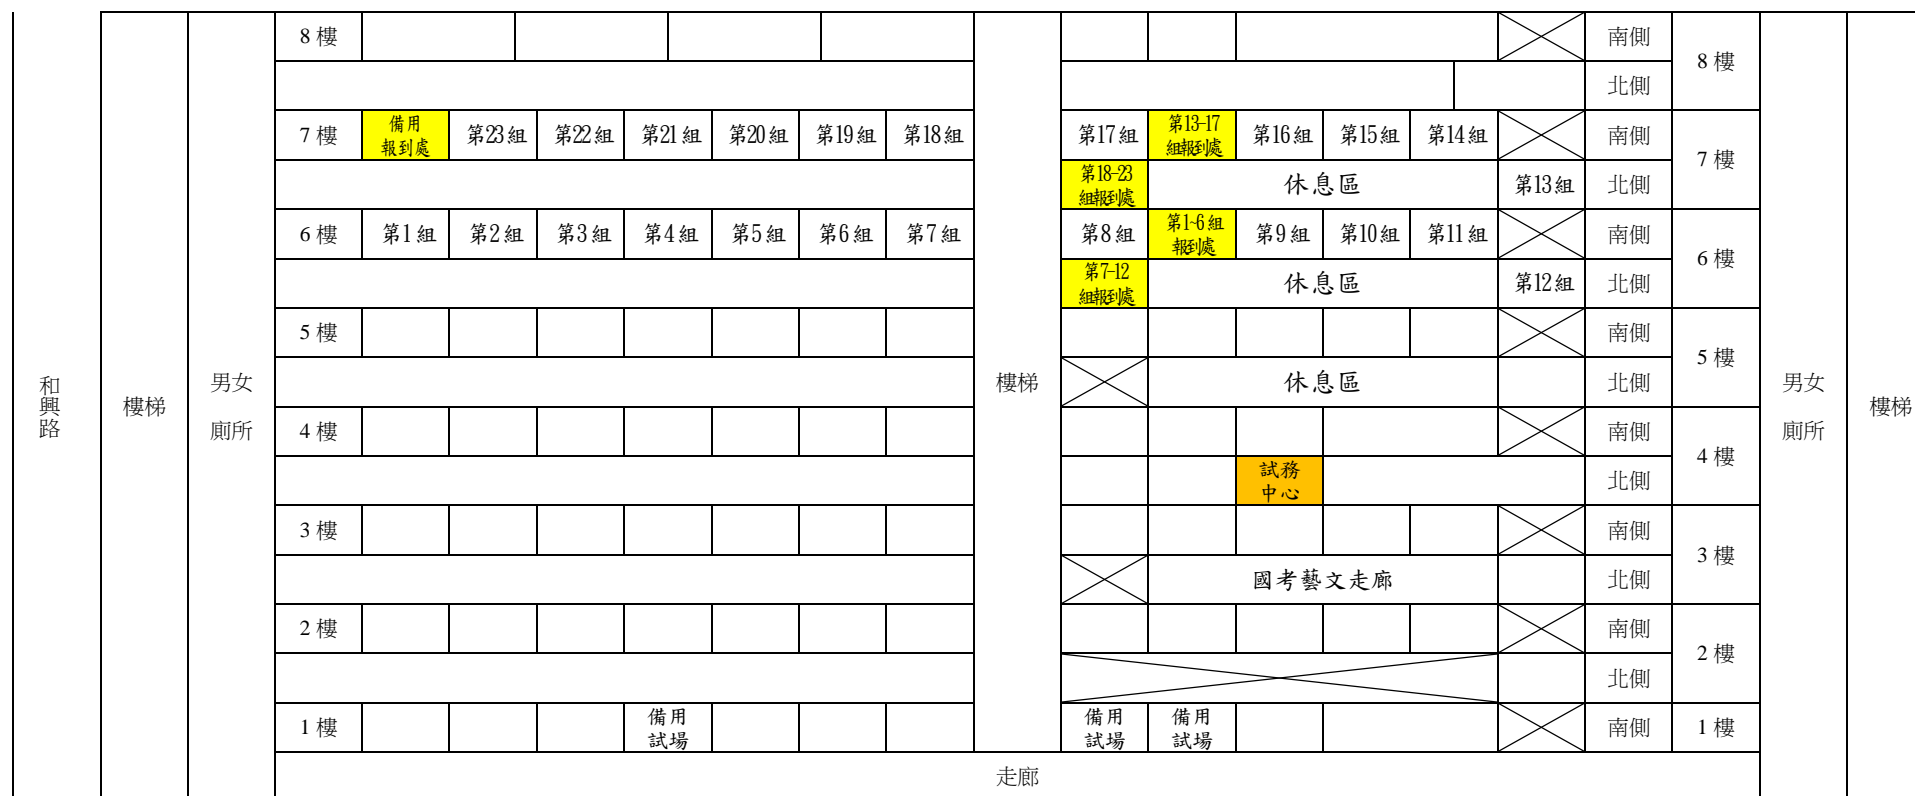 8 樓
南側
8 樓
北側
7 樓
備用
報到處
第23組
第22組
第21組
第20組
第19組
第18組
第17組
第13-17
組報到處
第16組
第15組
第14組
南側
7 樓
第18-23
組報到處
休息區
第13組
北側
6 樓
第1組
第2組
第3組
第4組
第5組
第6組
第7組
第8組
第1~6組
報到處
第9組
第10組
第11組
南側
6 樓
第7-12
組報到處
休息區
第12組
北側
5 樓
南側
5 樓
和興路
樓梯
男女
廁所
樓梯
休息區
北側
男女
廁所
樓梯
4 樓
南側
4 樓
試務
中心
北側
3 樓
南側
3 樓
國考藝文走廊
北側
2 樓
南側
2 樓
北側
1 樓
備用
試場
備用
試場
備用
試場
南側
1 樓
走廊